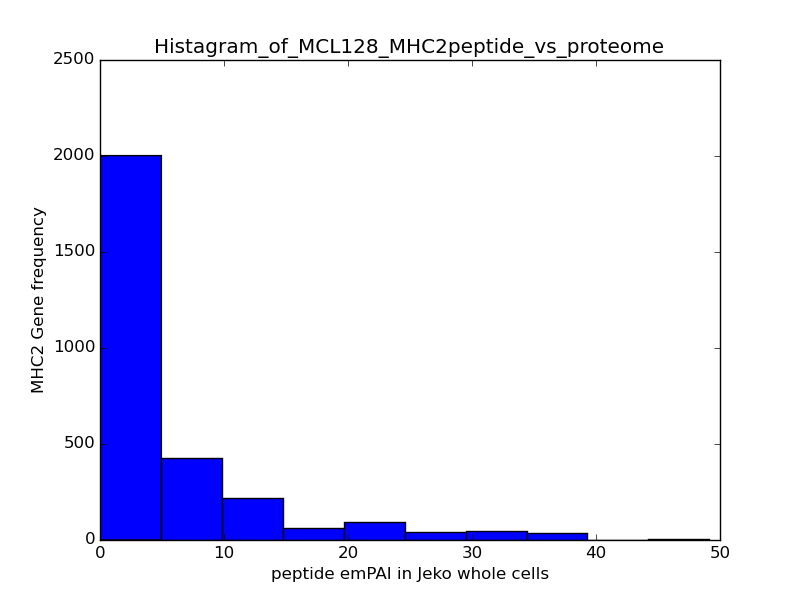 Histagram_of_MCL128_MHC2peptide_vs_proteome
2500
2000
1500
1000
500
0
MHC2 Gene frequency
0 10 20 30 40 50
peptide emPAI in Jeko whole cells